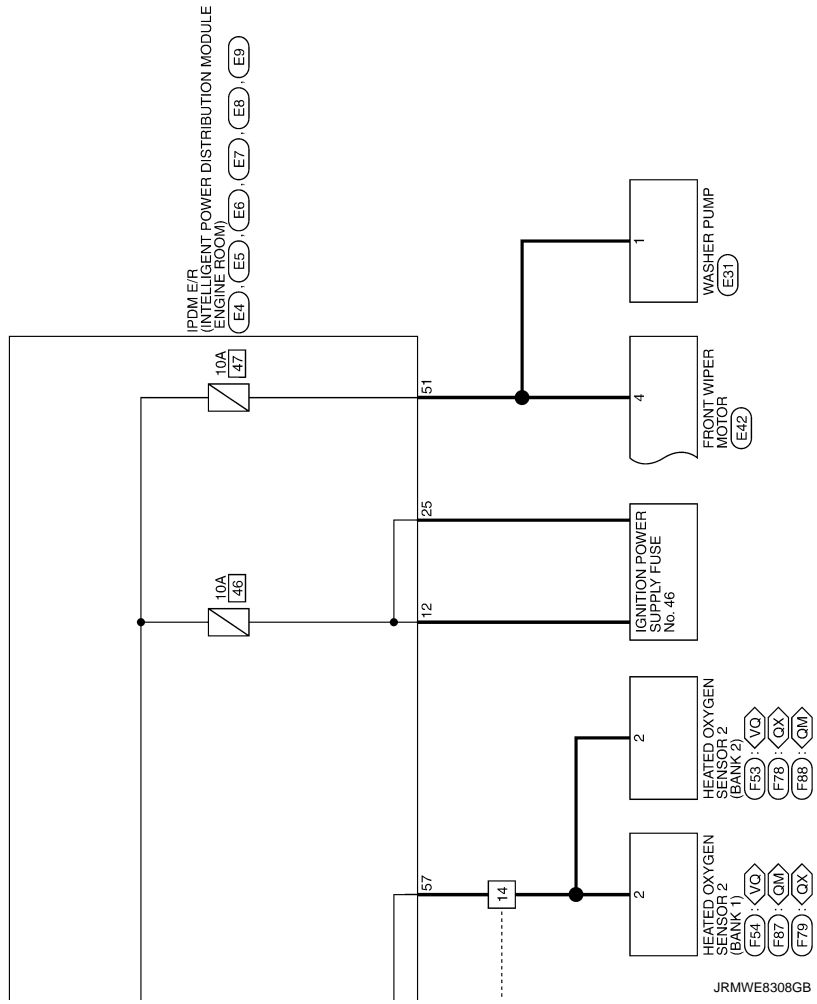 IPDM E/R
(INTELLIGENT POWER DISTRIBUTION MODULE
ENGINE ROOM)
E4 , E5 , E6 , E7 , E8 , E9
10A
47
10A
46
51
25
12
57
14
1
WASHER PUMP
E31
4
FRONT WIPER
MOTOR
E42
IGNITION POWER
SUPPLY FUSE
No. 46
2
HEATED OXYGEN
SENSOR 2
(BANK 2)
F53 : VQ
F78 : QX
F88 : QM
2
HEATED OXYGEN
SENSOR 2
(BANK 1)
F54 : VQ
F87 : QM
F79 : QX
JRMWE8308GB